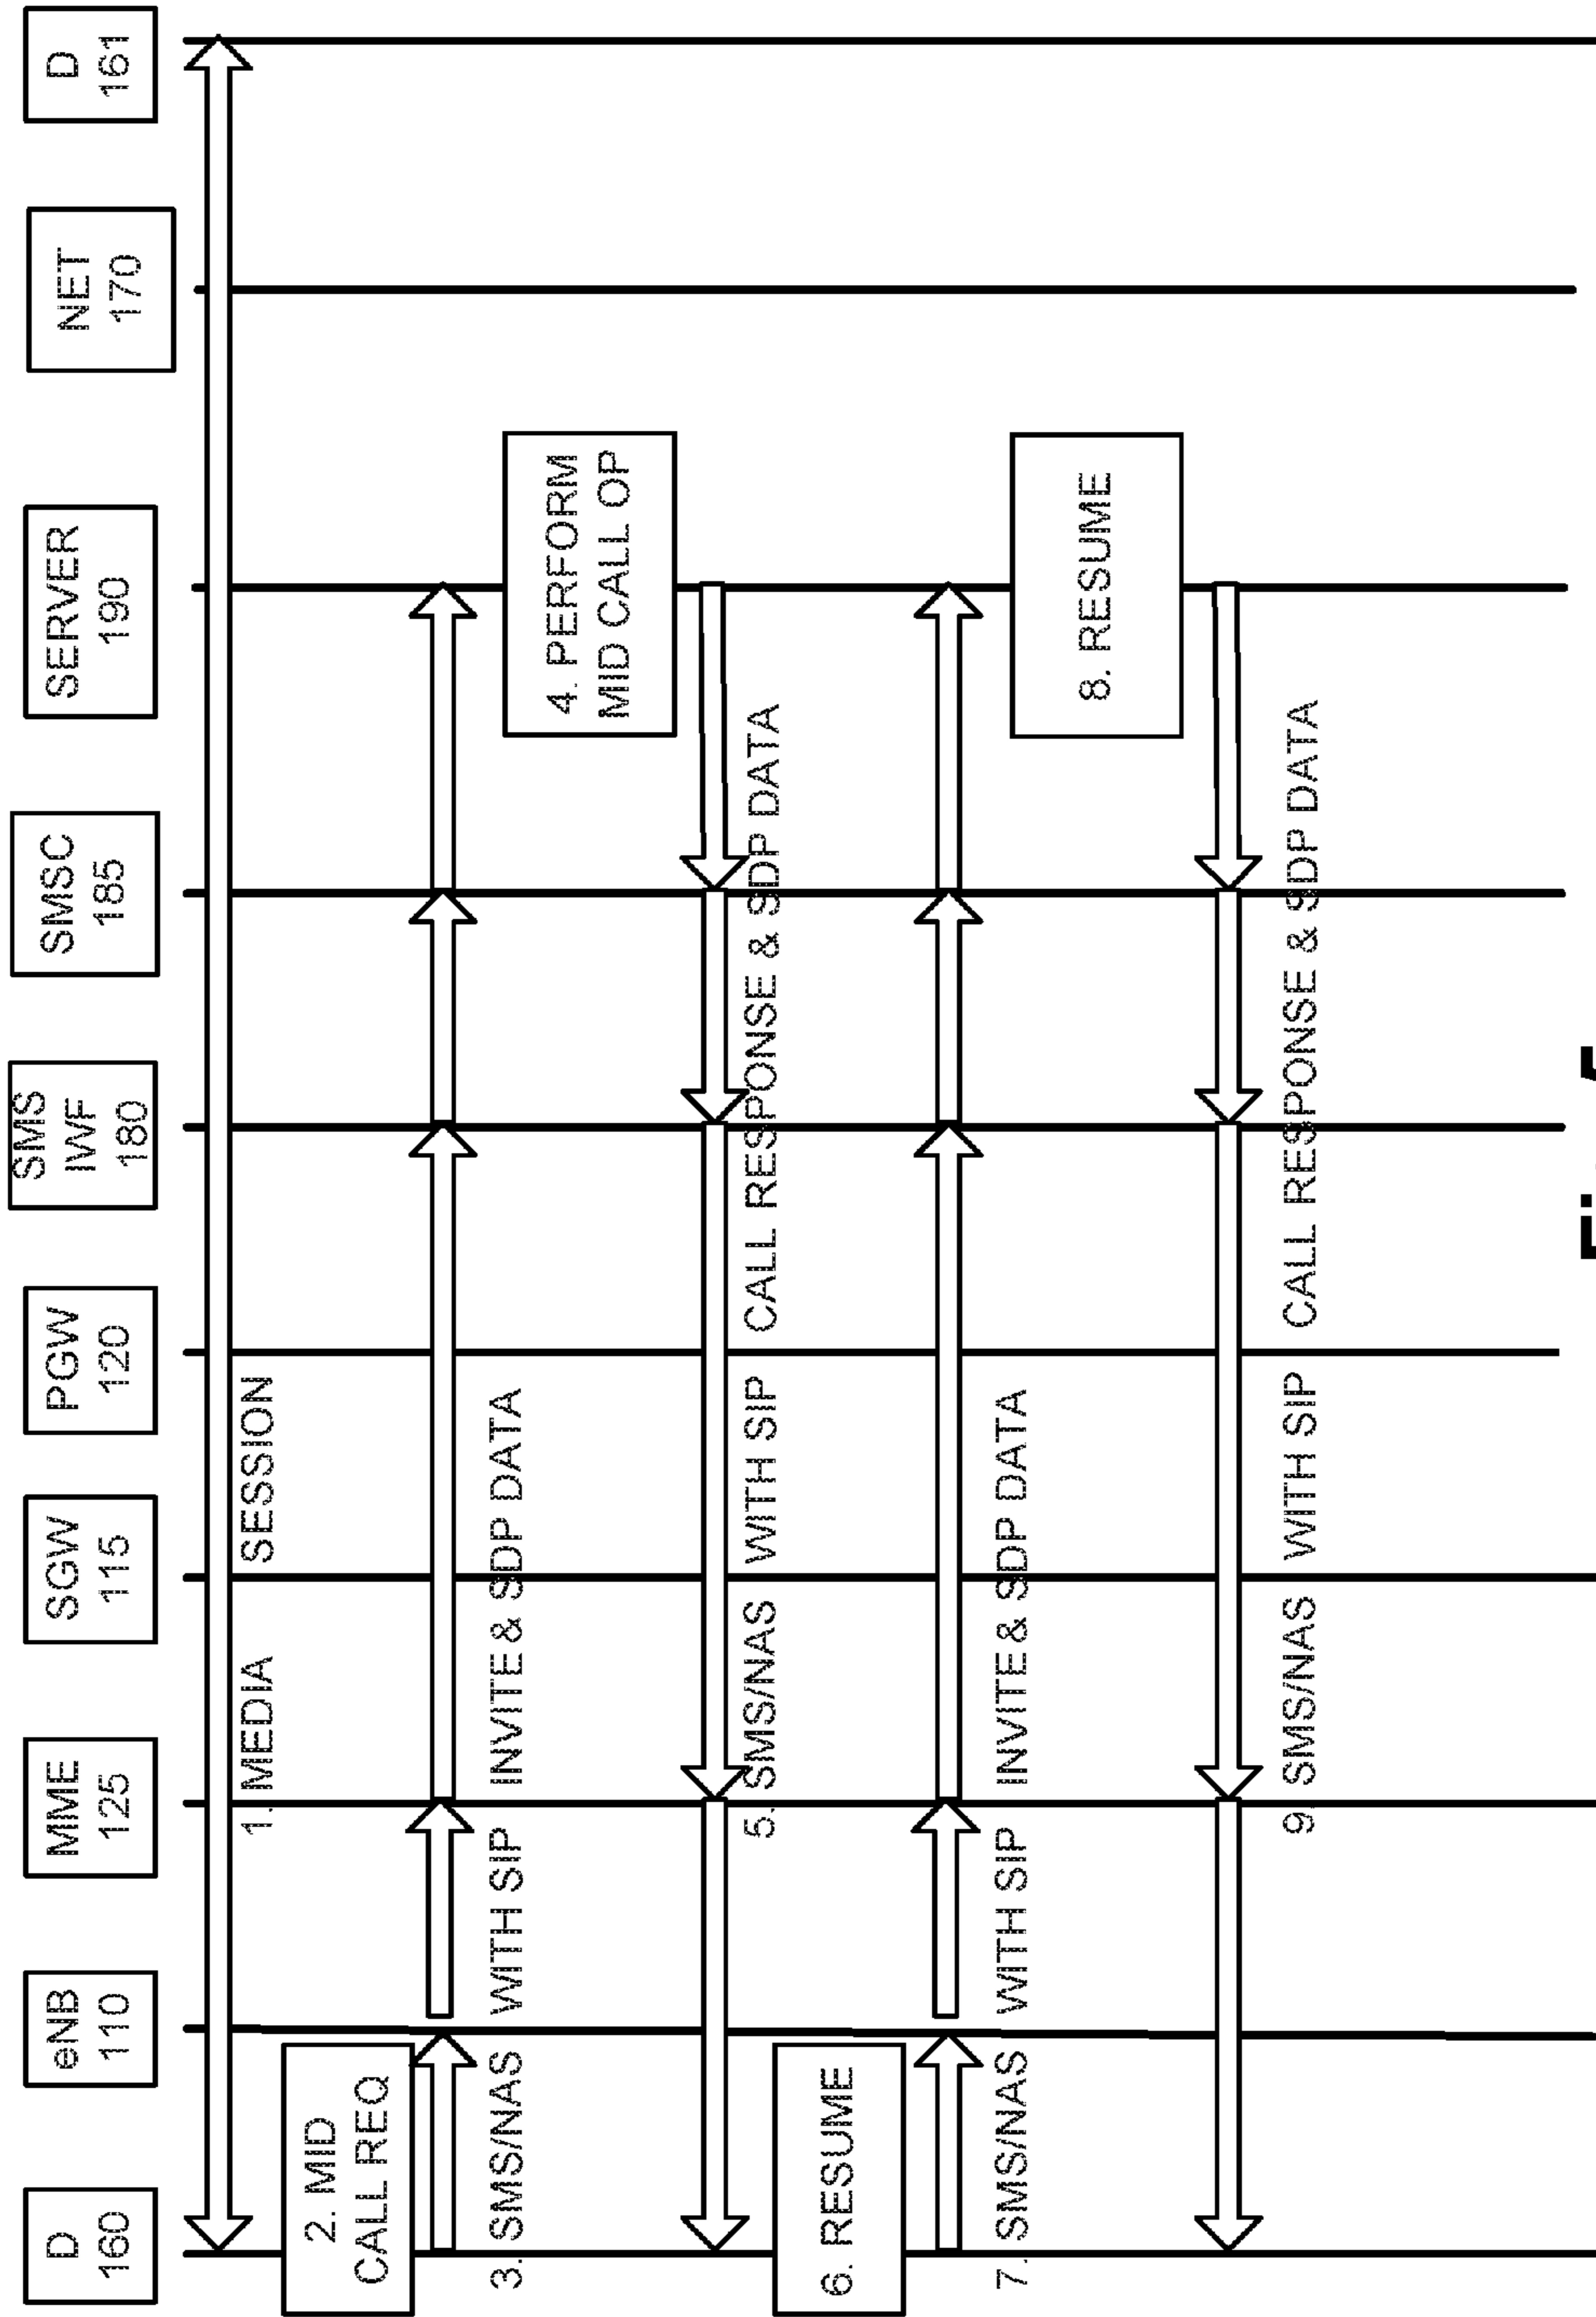 D
160
eNB
110
MME
125
SGW
115
PGW
120
SMS
IWF
180
SMSC
185
SERVER
190
NET
170
D
161
1. MEDIA SESSION
2. MID
CALL REQ
3. SMS/NAS WITH SIP INVITE & SDP DATA
4. PERFORM
MID CALL OP
5. SMS/NAS WITH SIP CALL RESPONSE & SDP DATA
6. RESUME
7. SMS/NAS WITH SIP INVITE & SDP DATA
8. RESUME
9. SMS/NAS WITH SIP CALL RESPONSE & SDP DATA